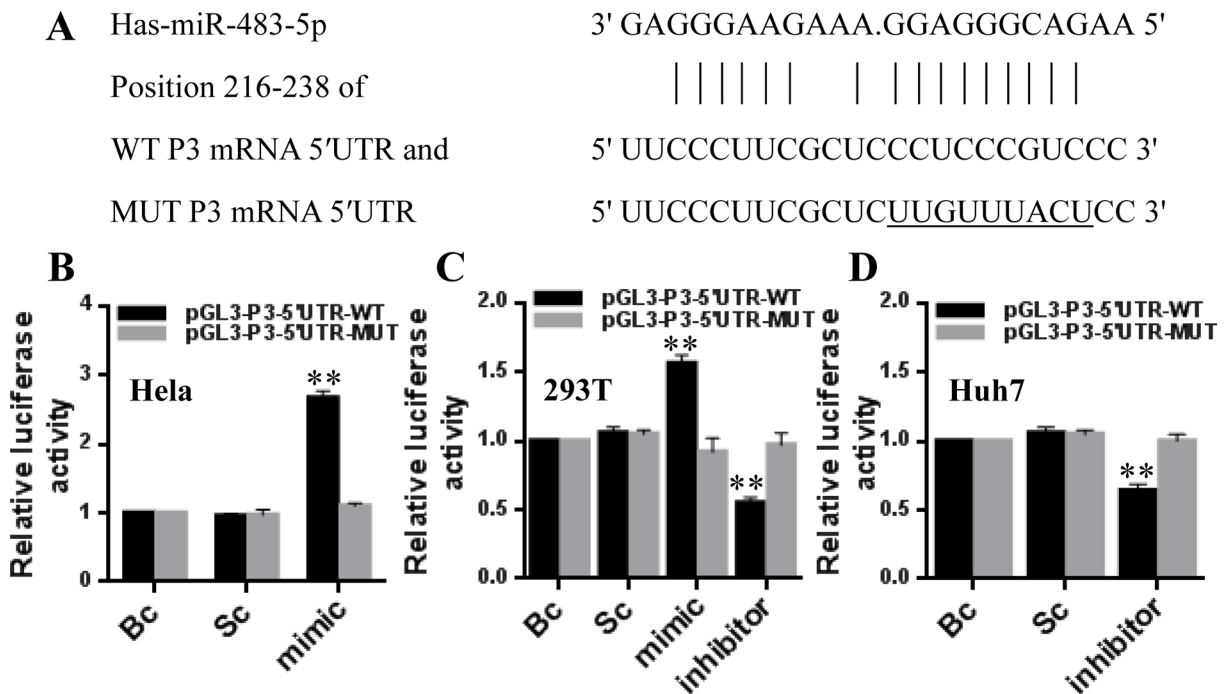 A
Has-miR-483-5p 3' GAGGGAAGAAA.GGAGGGCAGAA 5'
Position 216-238 of
WT P3 mRNA 5'UTR and 5' UUCCCUUCGCUCCCUCCCGUCCC 3'
MUT P3 mRNA 5'UTR 5' UUCCCUUCGCUCUUGUUUACUCC 3'
B
Relative luciferase activity
4
3
2
1
0
pGL3-P3-5'UTR-WT
pGL3-P3-5'UTR-MUT
Hela
**
Bc Sc mimic
C
Relative luciferase activity
2.0
1.5
1.0
0.5
0.0
pGL3-P3-5'UTR-WT
pGL3-P3-5'UTR-MUT
293T
**
**
Bc Sc mimic inhibitor
D
Relative luciferase activity
2.0
1.5
1.0
0.5
0.0
pGL3-P3-5'UTR-WT
pGL3-P3-5'UTR-MUT
Huh7
**
Bc Sc inhibitor